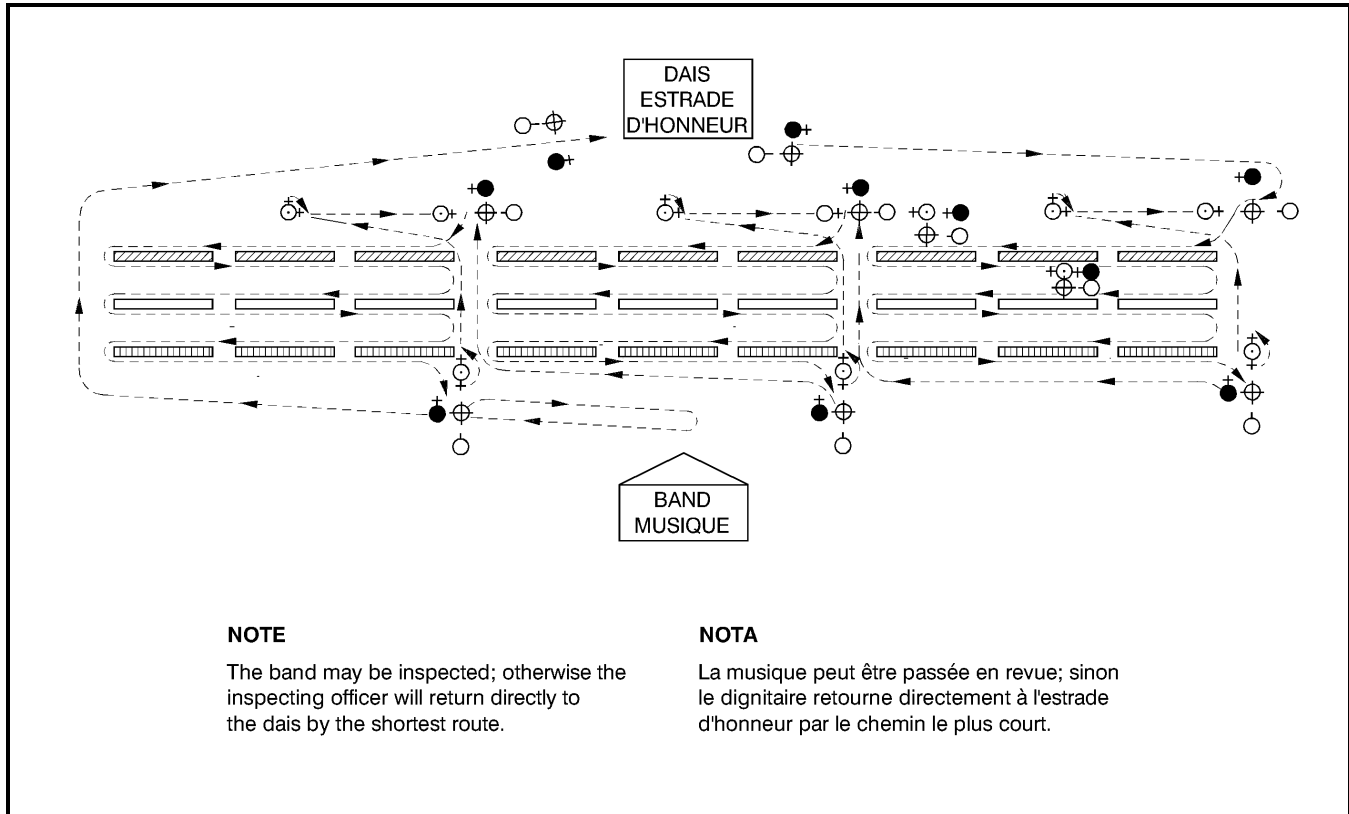 DAIS
ESTRADE
D'HONNEUR
BAND
MUSIQUE
NOTE
The band may be inspected; otherwise the
inspecting officer will return directly to
the dais by the shortest route.
NOTA
La musique peut être passée en revue; sinon
le dignitaire retourne directement à l'estrade
d'honneur par le chemin le plus court.